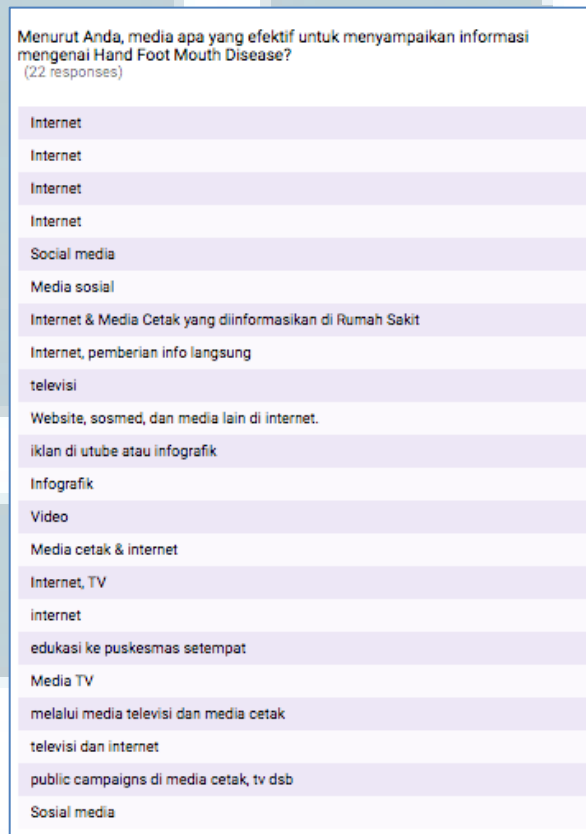 Menurut Anda, media apa yang efektif untuk menyampaikan informasi
mengenai Hand Foot Mouth Disease?
(22 responses)
Internet
Internet
Internet
Internet
Social media
Media sosial
Internet & Media Cetak yang diinformasikan di Rumah Sakit
Internet, pemberian info langsung
televisi
Website, sosmed, dan media lain di internet.
iklan di utube atau infografik
Infografik
Video
Media cetak & internet
Internet, TV
internet
edukasi ke puskesmas setempat
Media TV
melalui media televisi dan media cetak
televisi dan internet
public campaigns di media cetak, tv dsb
Sosial media